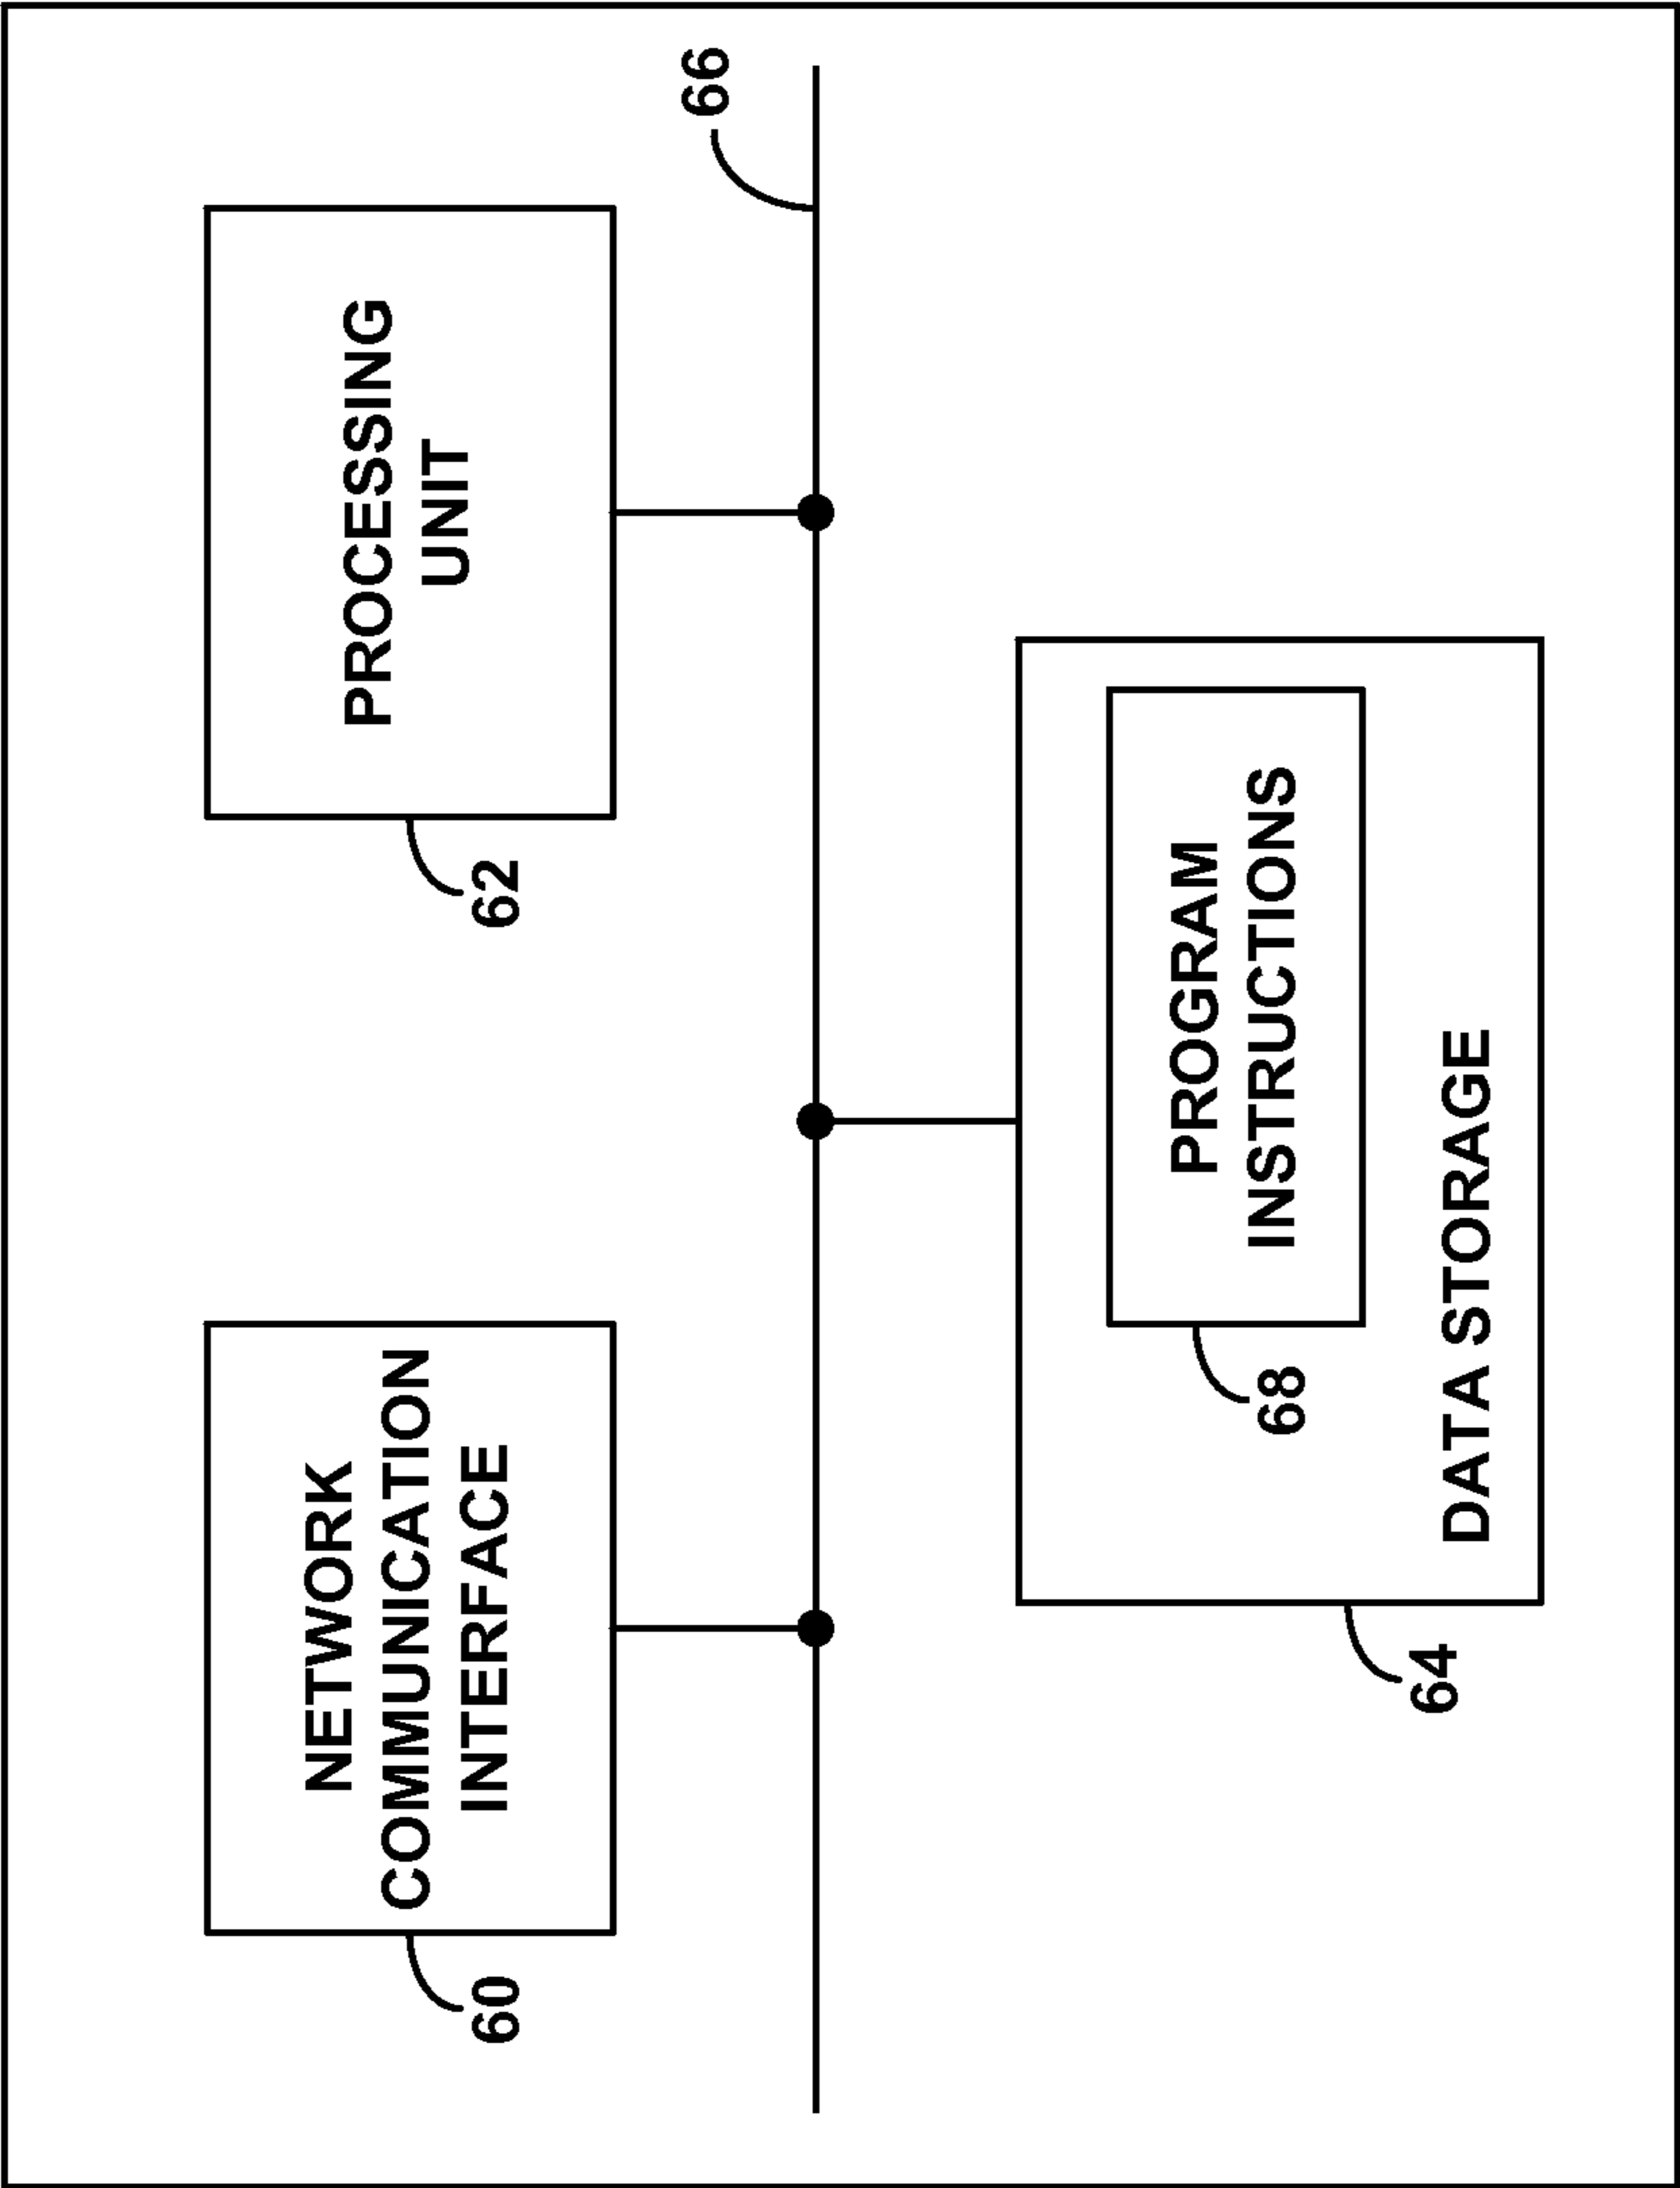 NETWORK
COMMUNICATION
INTERFACE
60
PROCESSING
UNIT
62
66
PROGRAM
INSTRUCTIONS
68
DATA STORAGE
64